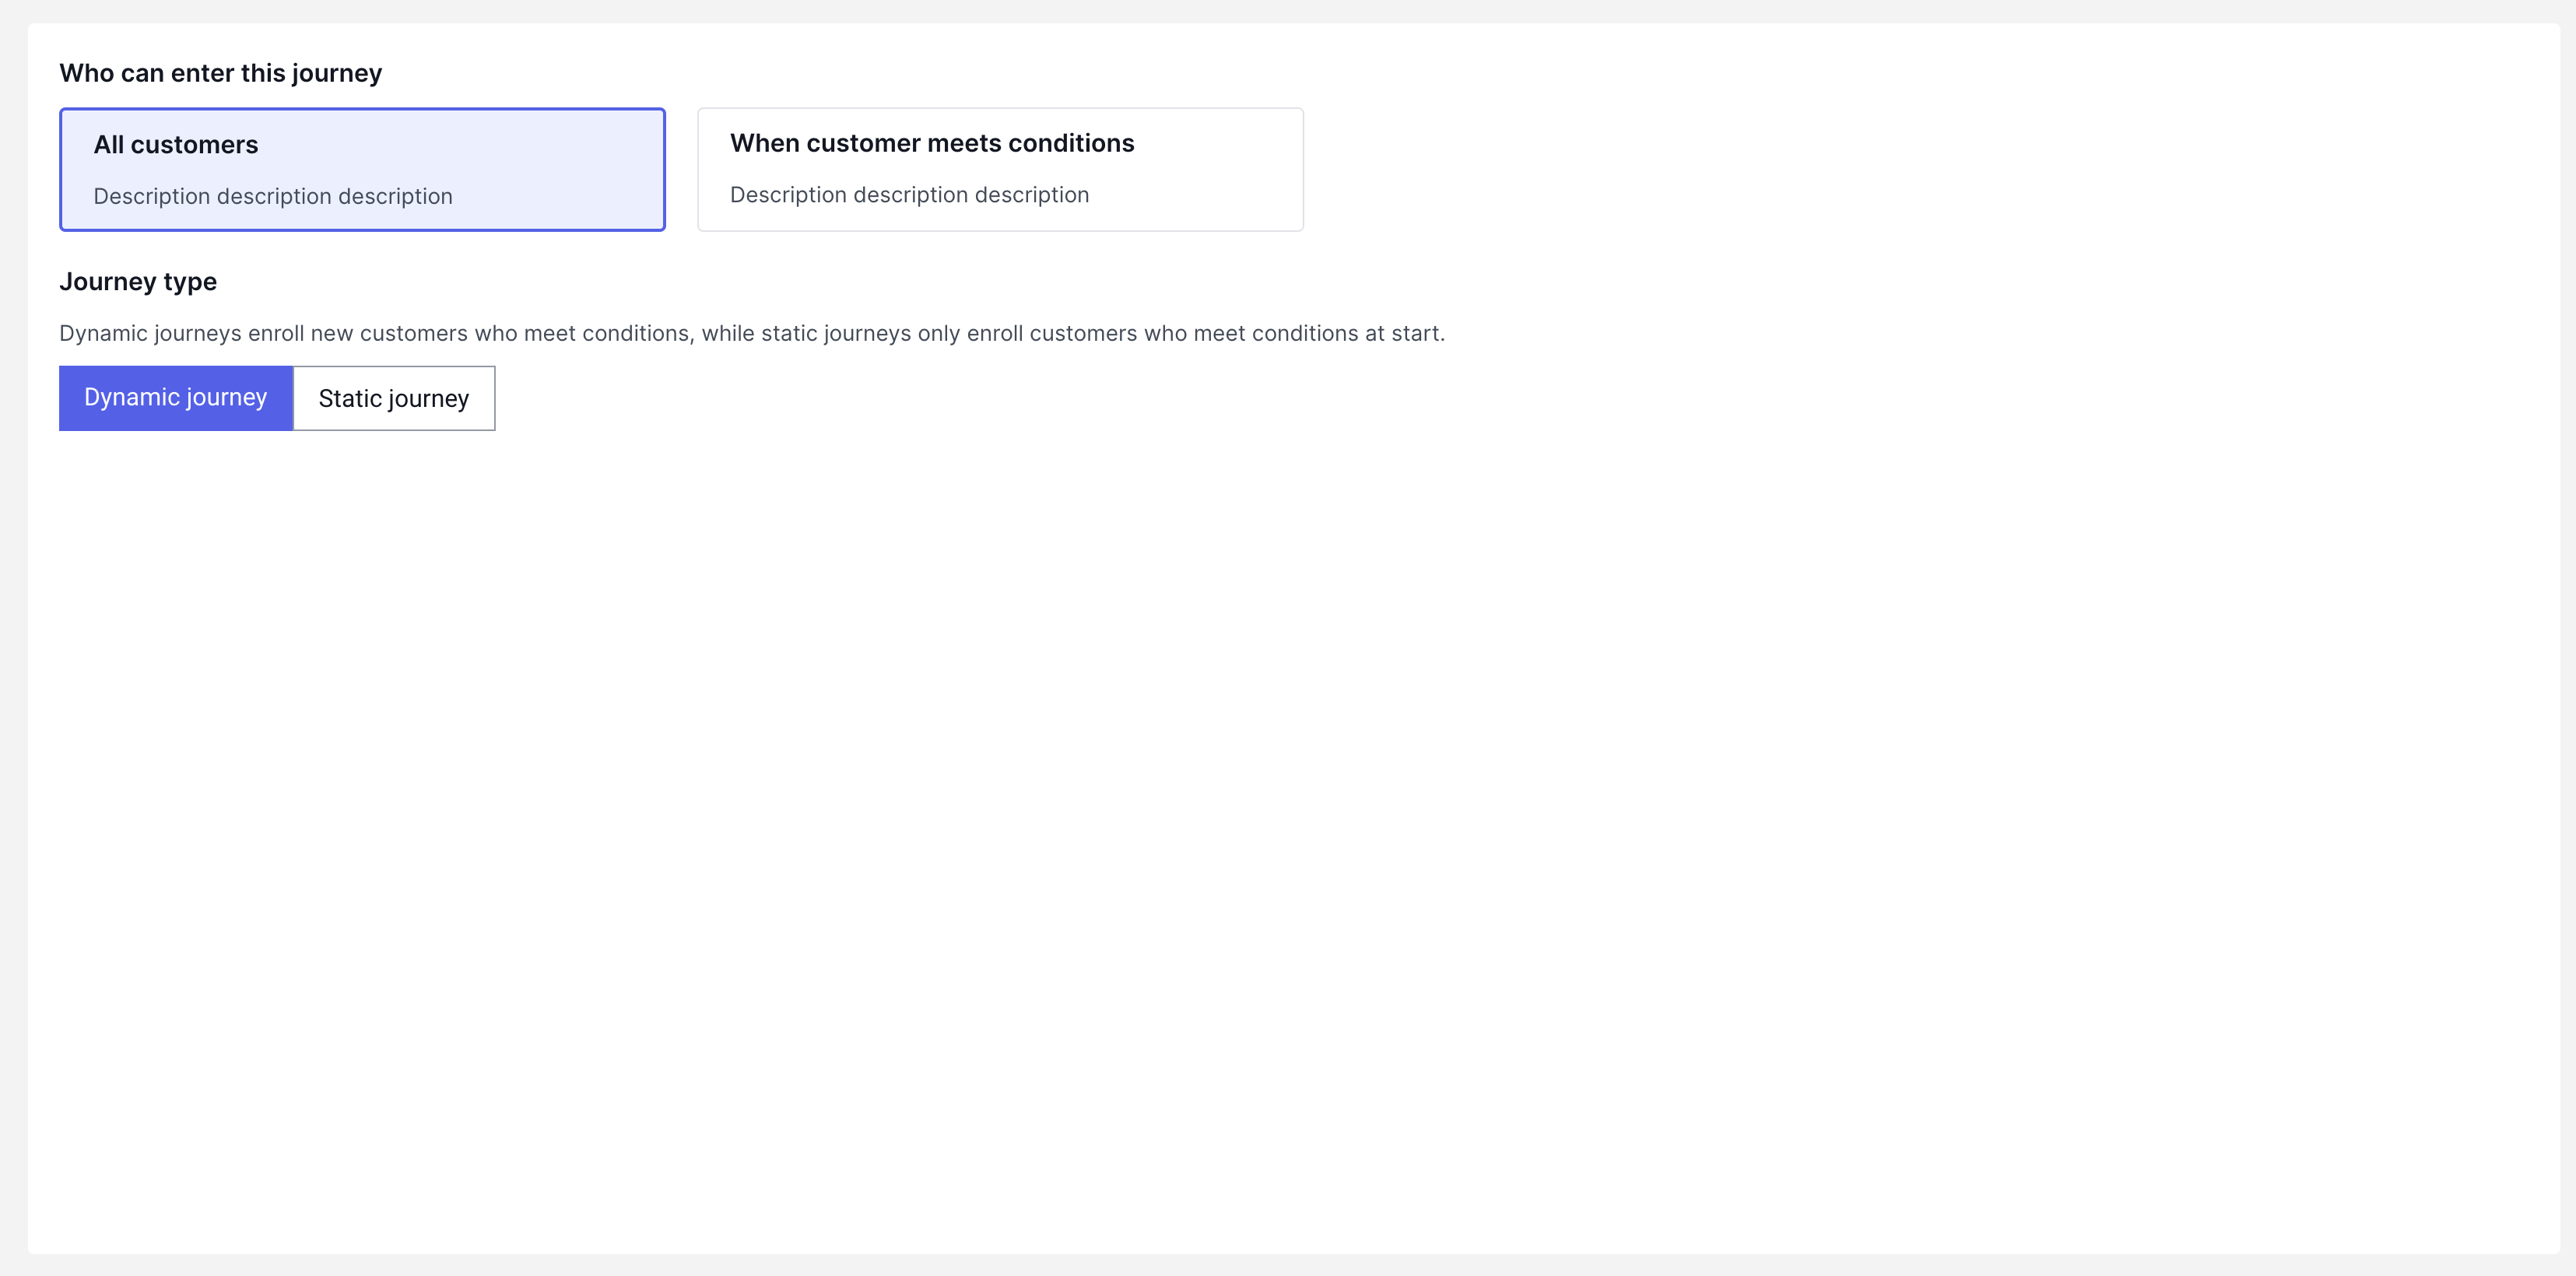 Who can enter this journey
All customers
Description description description
When customer meets conditions
Description description description
Journey type
Dynamic journeys enroll new customers who meet conditions, while static journeys only enroll customers who meet conditions at start.
Dynamic journey
Static journey